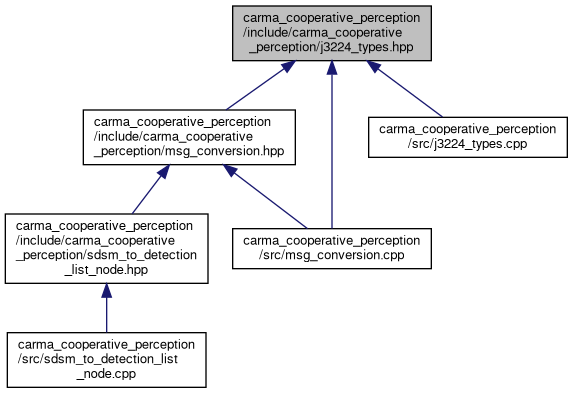 carma_cooperative_perception
/include/carma_cooperative
_perception/j3224_types.hpp
carma_cooperative_perception
/include/carma_cooperative
_perception/msg_conversion.hpp
carma_cooperative_perception
/src/j3224_types.cpp
carma_cooperative_perception
/include/carma_cooperative
_perception/sdsm_to_detection
_list_node.hpp
carma_cooperative_perception
/src/msg_conversion.cpp
carma_cooperative_perception
/src/sdsm_to_detection_list
_node.cpp